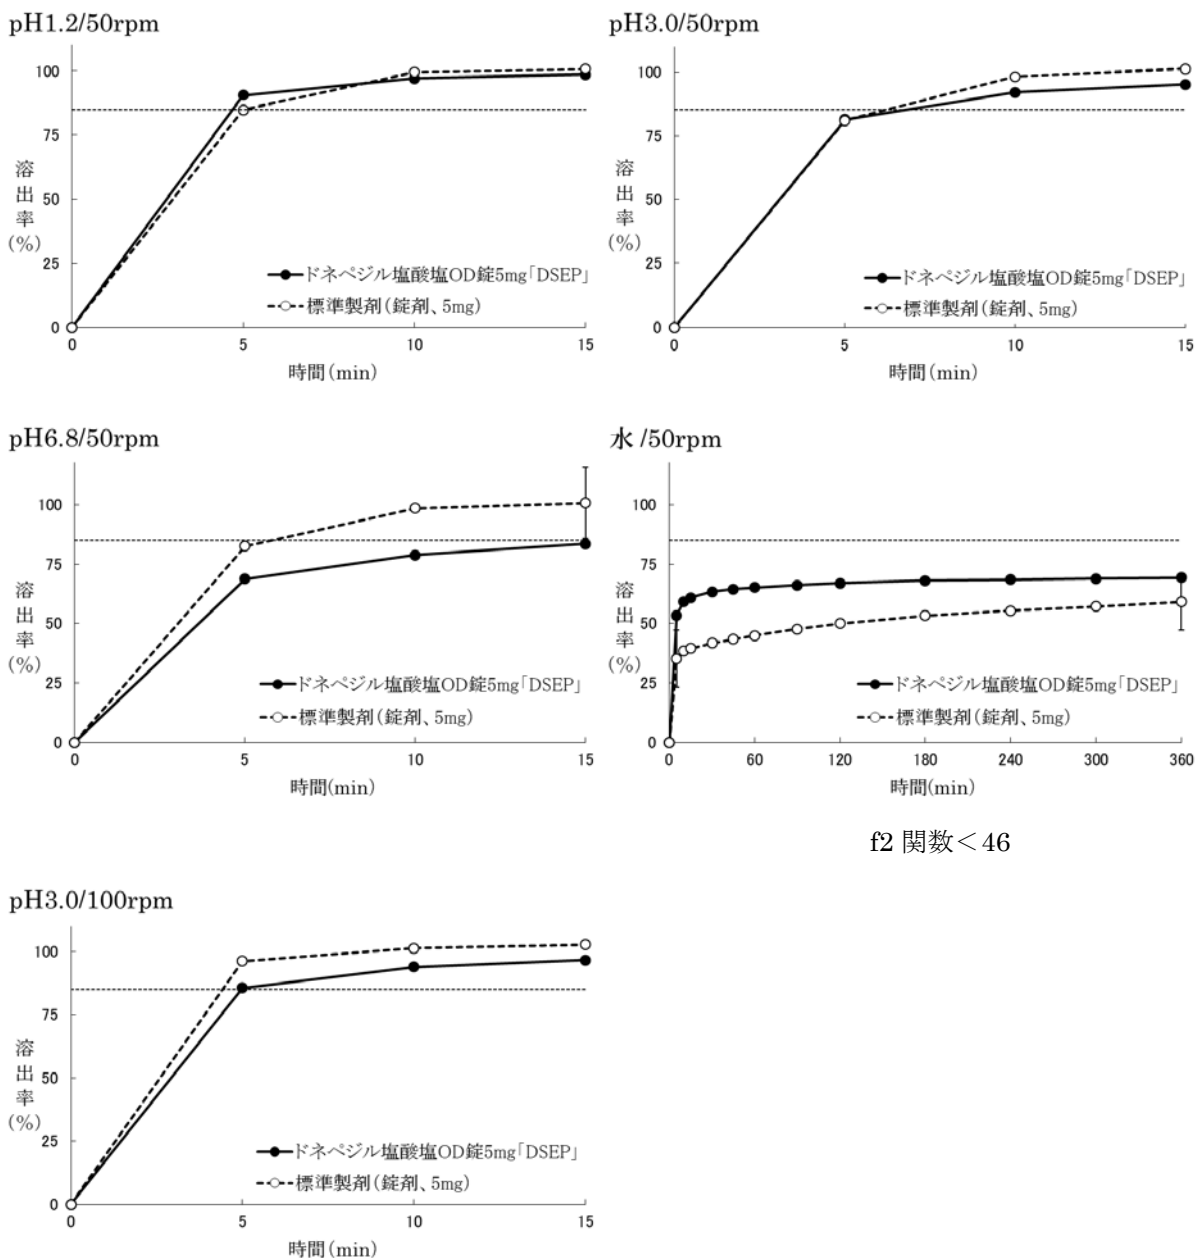 pH1.2/50rpm
100
75
50
25
0
溶出率(%)
0 5 10 15
時間(min)
ドネペジル塩酸塩OD錠5mg「DSEP」
標準製剤(錠剤、5mg)
pH3.0/50rpm
100
75
50
25
0
溶出率(%)
0 5 10 15
時間(min)
ドネペジル塩酸塩OD錠5mg「DSEP」
標準製剤(錠剤、5mg)
pH6.8/50rpm
100
75
50
25
0
溶出率(%)
0 5 10 15
時間(min)
ドネペジル塩酸塩OD錠5mg「DSEP」
標準製剤(錠剤、5mg)
水 /50rpm
100
75
50
25
0
溶出率(%)
0 60 120 180 240 300 360
時間(min)
ドネペジル塩酸塩OD錠5mg「DSEP」
標準製剤(錠剤、5mg)
f2 関数＜46
pH3.0/100rpm
100
75
50
25
0
溶出率(%)
0 5 10 15
時間(min)
ドネペジル塩酸塩OD錠5mg「DSEP」
標準製剤(錠剤、5mg)